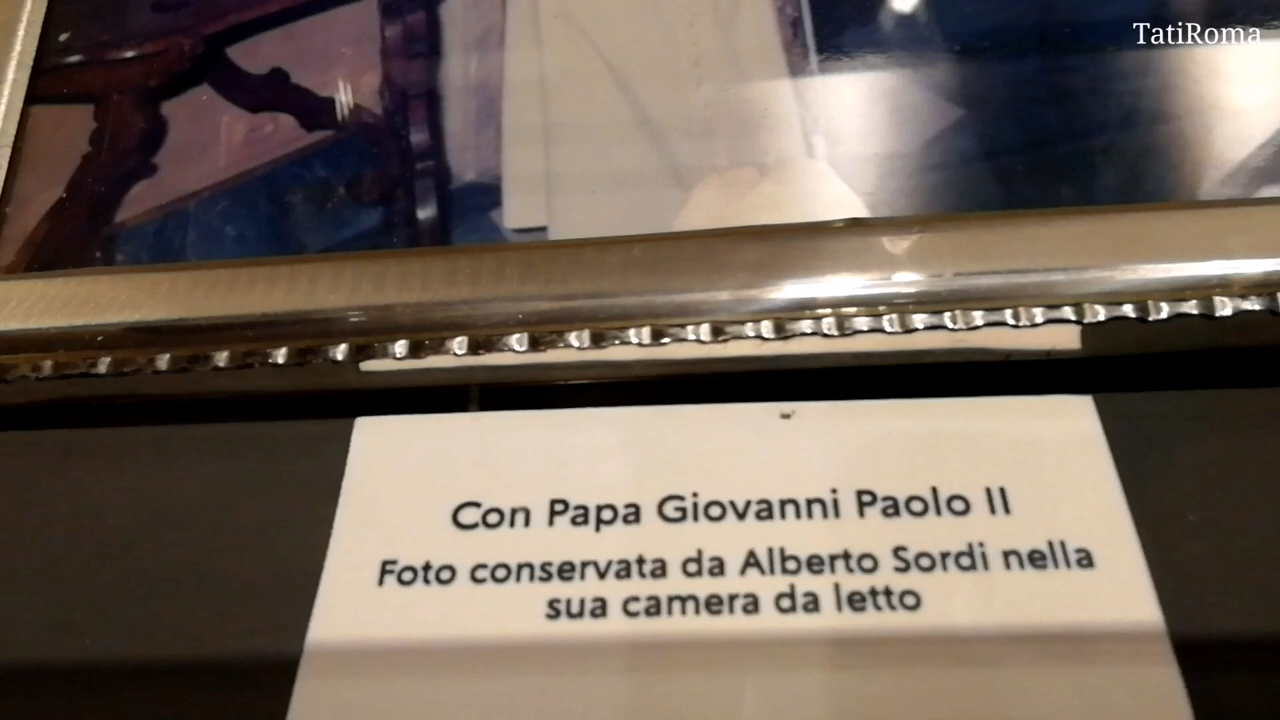 TatiRoma
Con Papa Giovanni Paolo II
Foto conservata da Alberto Sordi nella
sua camera da letto